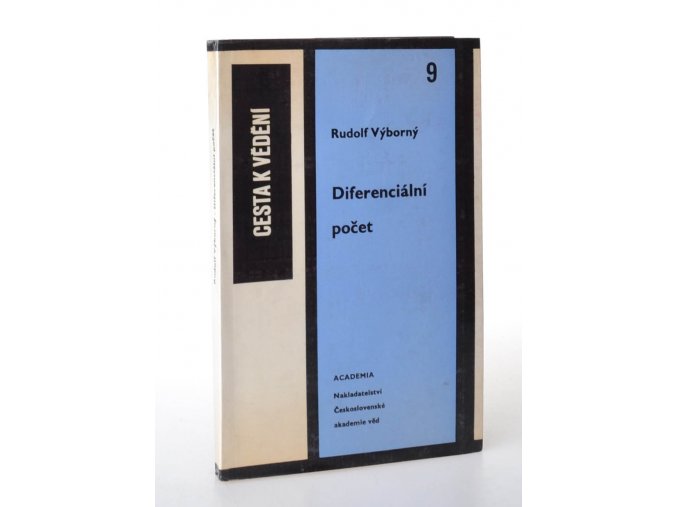 9
CESTA K VĚDĚNÍ
Rudolf Výborný
Diferenciální
počet
ACADEMIA
Nakladatelství
Československé
akademie věd